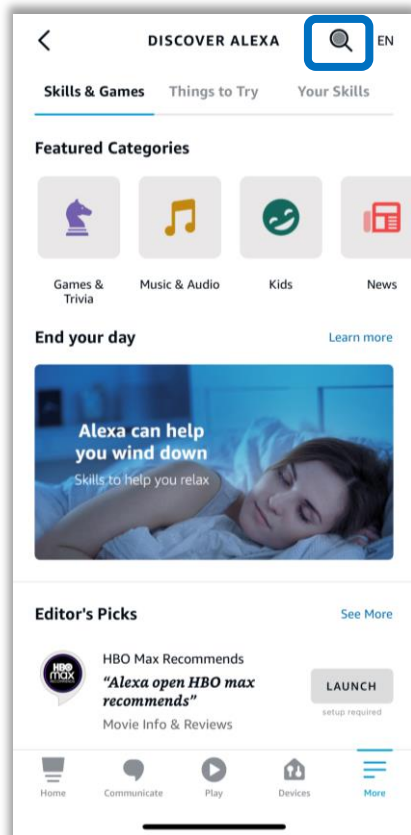 DISCOVER ALEXA EN
Skills & Games Things to Try Your Skills
Featured Categories
Games &
Trivia
Music & Audio
Kids
News
End your day Learn more
Alexa can help
you wind down
Skills to help you relax
Editor's Picks See More
HBO
max
HBO Max Recommends
“Alexa open HBO max
recommends”
Movie Info & Reviews
LAUNCH
setup required
Home Communicate Play Devices More